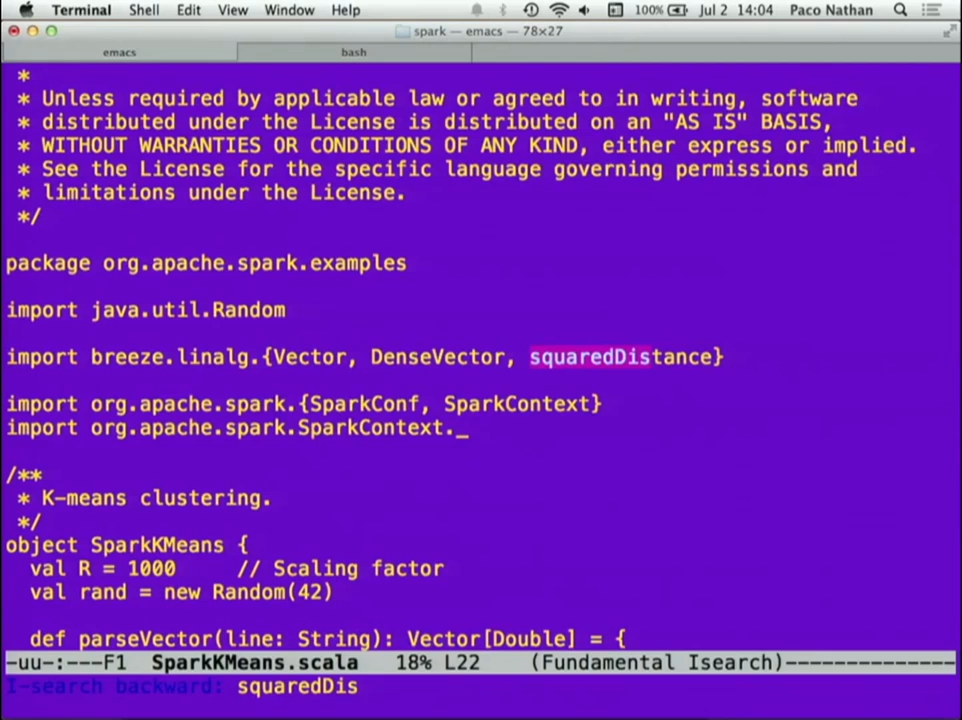 Terminal Shell Edit View Window Help 100% Jul 2 14:04 Paco Nathan
spark — emacs — 78×27
emacs bash
*
* Unless required by applicable law or agreed to in writing, software
* distributed under the License is distributed on an "AS IS" BASIS,
* WITHOUT WARRANTIES OR CONDITIONS OF ANY KIND, either express or implied.
* See the License for the specific language governing permissions and
* limitations under the License.
*/
package org.apache.spark.examples
import java.util.Random
import breeze.linalg.{Vector, DenseVector, squaredDistance}
import org.apache.spark.{SparkConf, SparkContext}
import org.apache.spark.SparkContext._
/**
* K-means clustering.
*/
object SparkKMeans {
val R = 1000 // Scaling factor
val rand = new Random(42)
def parseVector(line: String): Vector[Double] = {
-uu-:---F1 SparkKMeans.scala 18% L22 (Fundamental Isearch)--------------
I-search backward: squaredDis